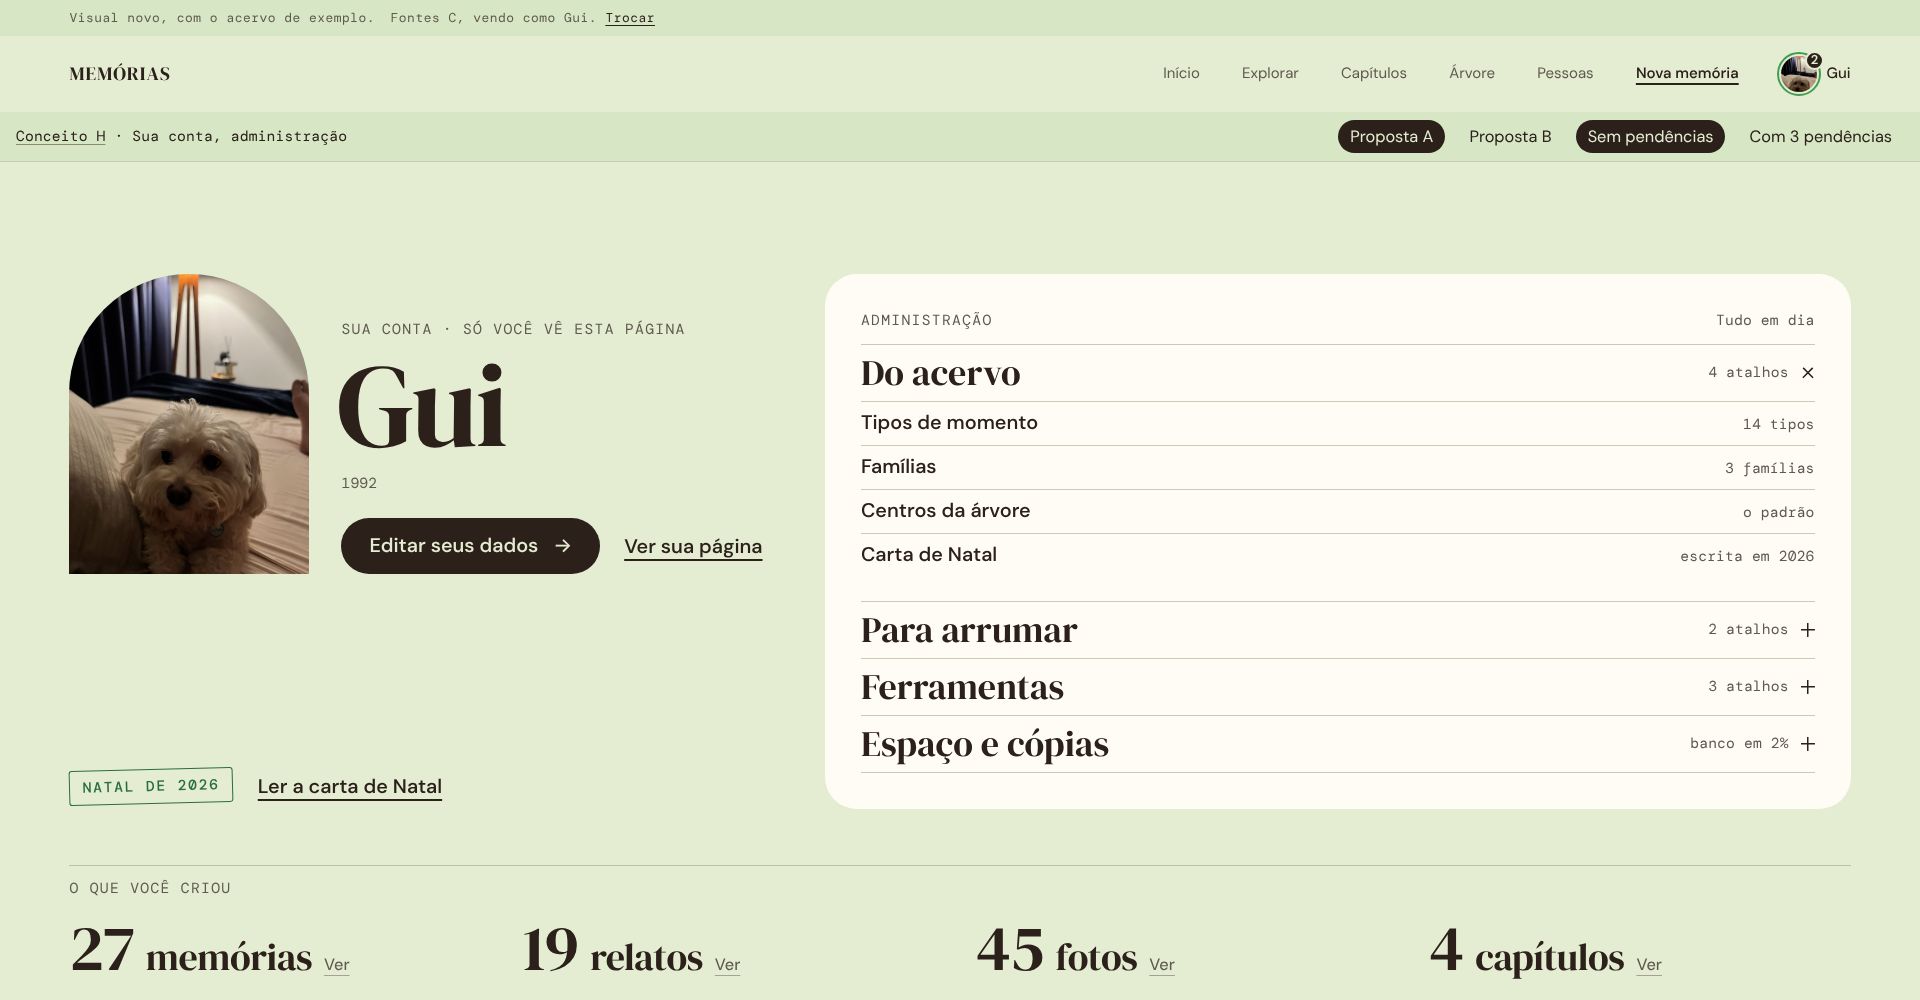 Visual novo, com o acervo de exemplo. Fontes C, vendo como Gui. Trocar
MEMÓRIAS
Início Explorar Capítulos Árvore Pessoas Nova memória 2 Gui
Conceito H · Sua conta, administração
Proposta A Proposta B Sem pendências Com 3 pendências
SUA CONTA · SÓ VOCÊ VÊ ESTA PÁGINA
Gui
1992
Editar seus dados → Ver sua página
NATAL DE 2026 Ler a carta de Natal
ADMINISTRAÇÃO Tudo em dia
Do acervo 4 atalhos ×
Tipos de momento 14 tipos
Famílias 3 famílias
Centros da árvore o padrão
Carta de Natal escrita em 2026
Para arrumar 2 atalhos +
Ferramentas 3 atalhos +
Espaço e cópias banco em 2% +
O QUE VOCÊ CRIOU
27 memórias Ver 19 relatos Ver 45 fotos Ver 4 capítulos Ver